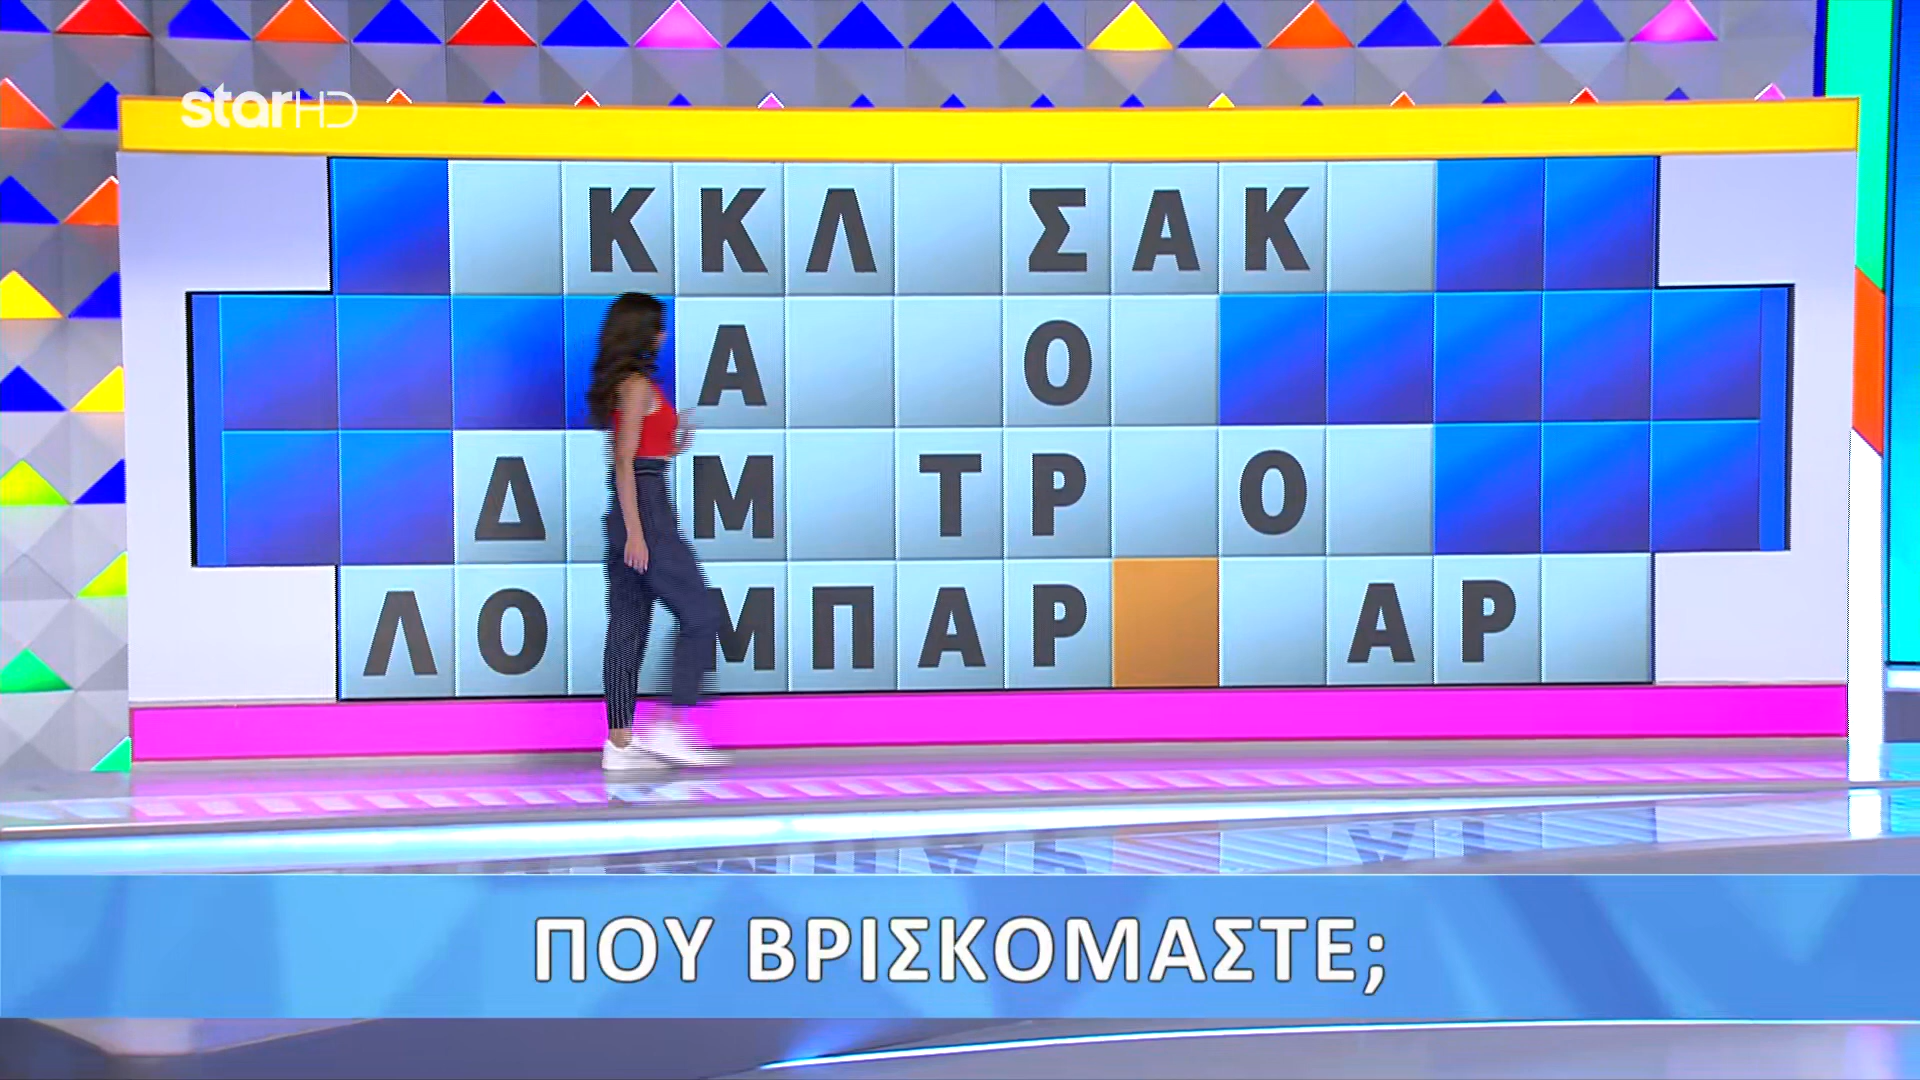 starHD
ΚΚΛ ΣΑΚ
Α Ο
Δ Μ ΤΡ Ο
ΛΟ ΜΠΑΡ ΑΡ
ΠΟΥ ΒΡΙΣΚΟΜΑΣΤΕ;